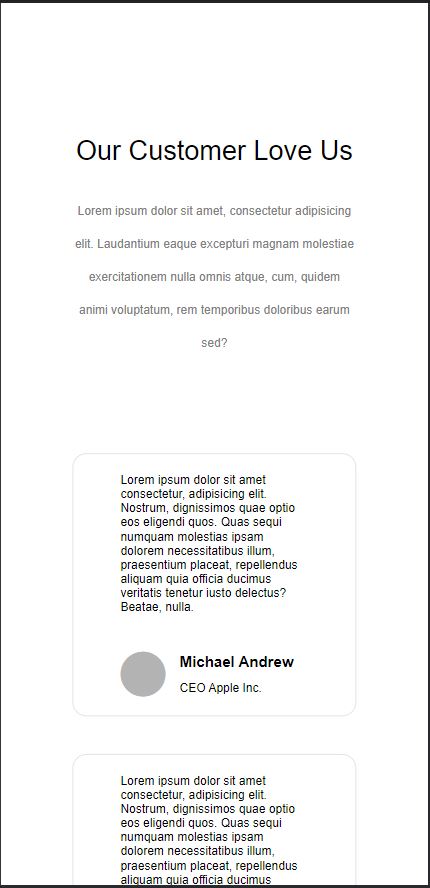 Our Customer Love Us
Lorem ipsum dolor sit amet, consectetur adipisicing
elit. Laudantium eaque excepturi magnam molestiae
exercitationem nulla omnis atque, cum, quidem
animi voluptatum, rem temporibus doloribus earum
sed?
Lorem ipsum dolor sit amet
consectetur, adipisicing elit.
Nostrum, dignissimos quae optio
eos eligendi quos. Quas sequi
numquam molestias ipsam
dolorem necessitatibus illum,
praesentium placeat, repellendus
aliquam quia officia ducimus
veritatis tenetur iusto delectus?
Beatae, nulla.
Michael Andrew
CEO Apple Inc.
Lorem ipsum dolor sit amet
consectetur, adipisicing elit.
Nostrum, dignissimos quae optio
eos eligendi quos. Quas sequi
numquam molestias ipsam
dolorem necessitatibus illum,
praesentium placeat, repellendus
aliquam quia officia ducimus